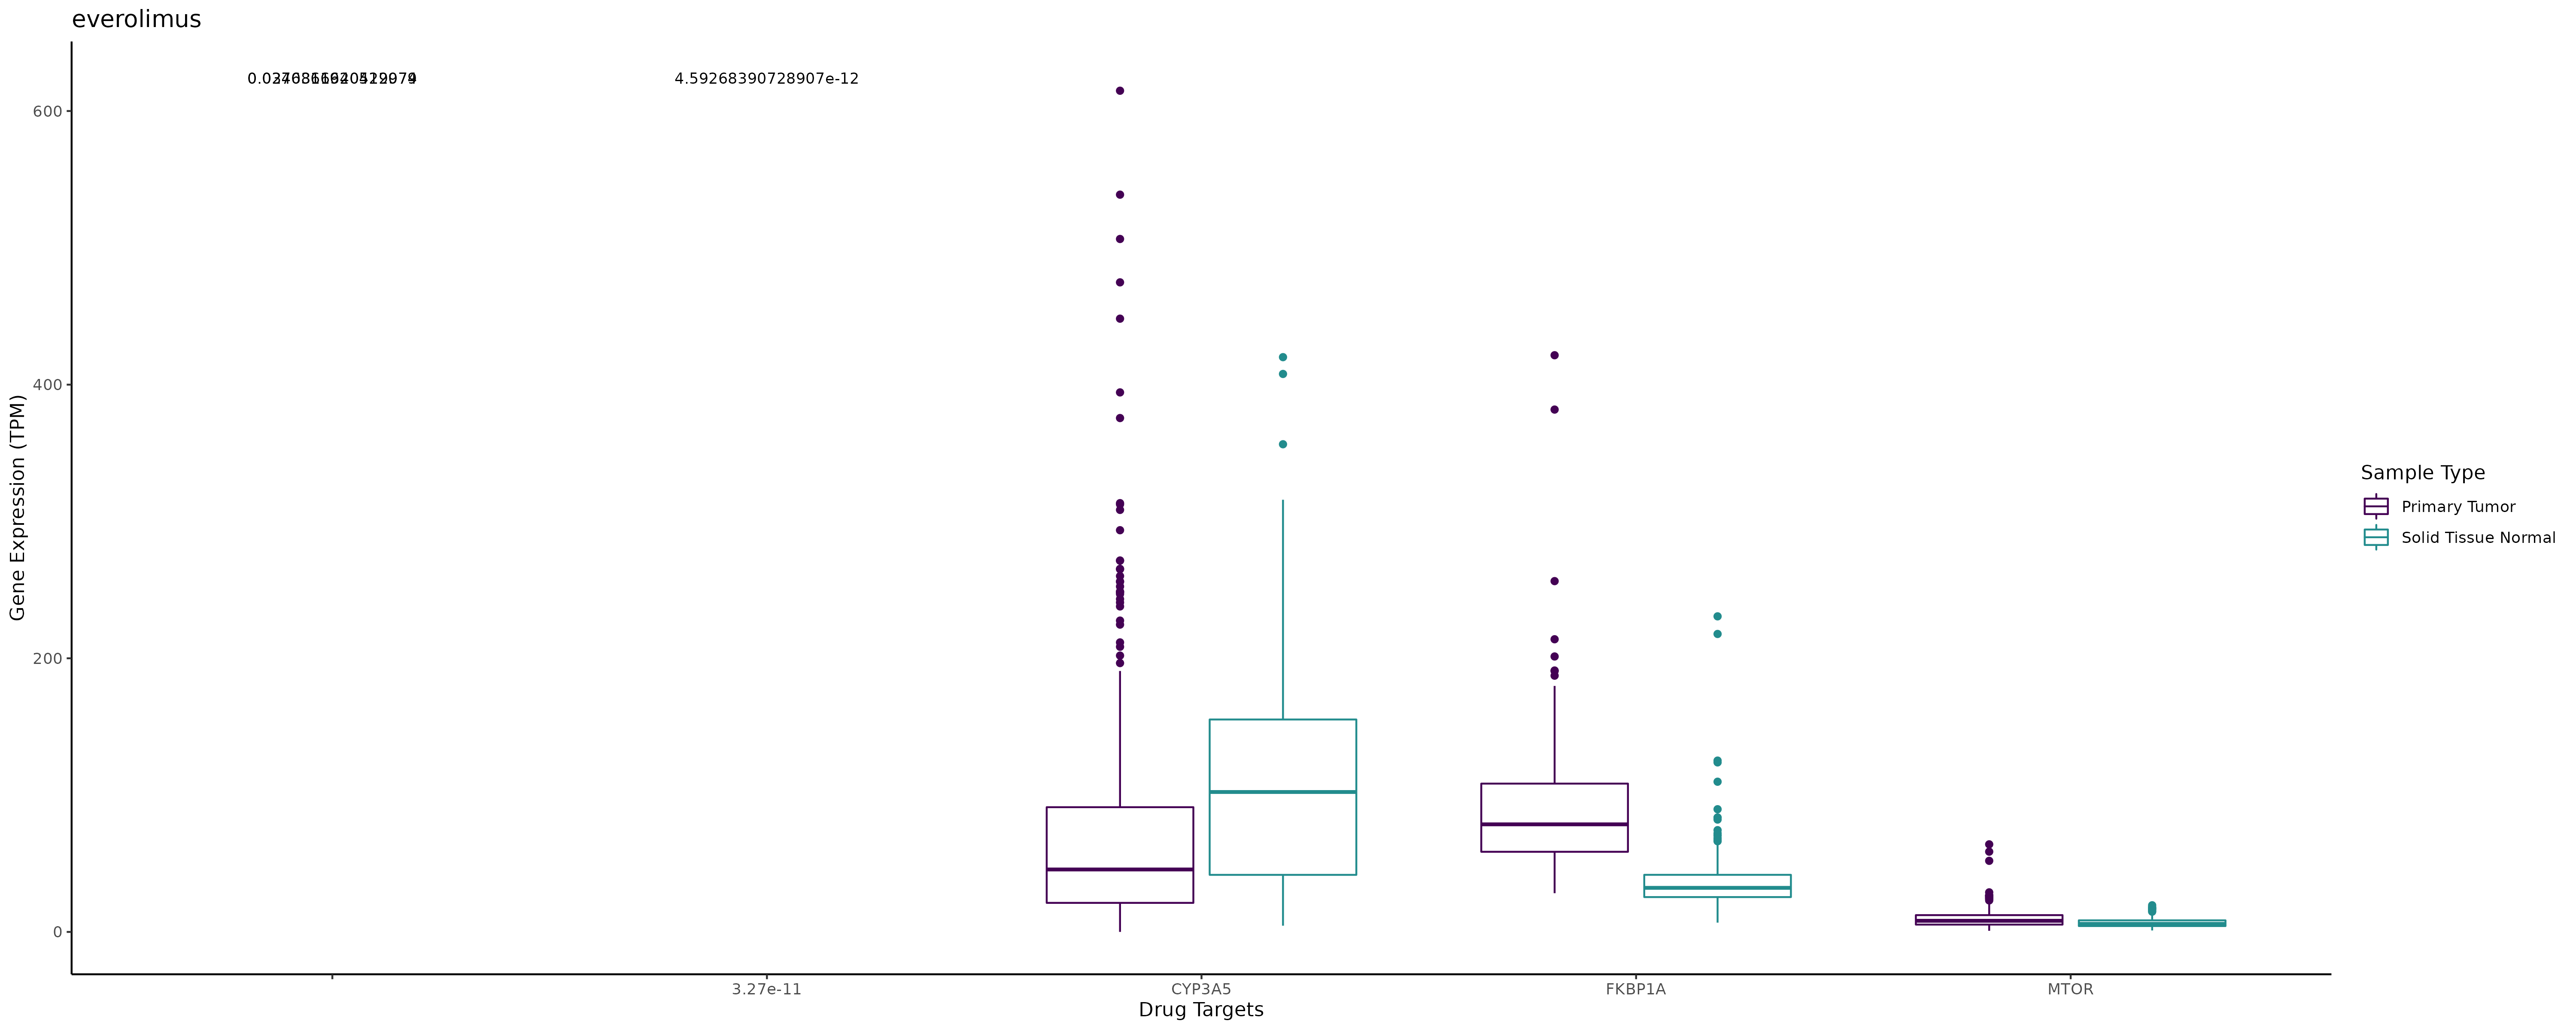 everolimus
4.59268390728907e-12
600
400
200
0
Gene Expression (TPM)
3.27e-11 CYP3A5 FKBP1A MTOR
Drug Targets
Sample Type
Primary Tumor
Solid Tissue Normal